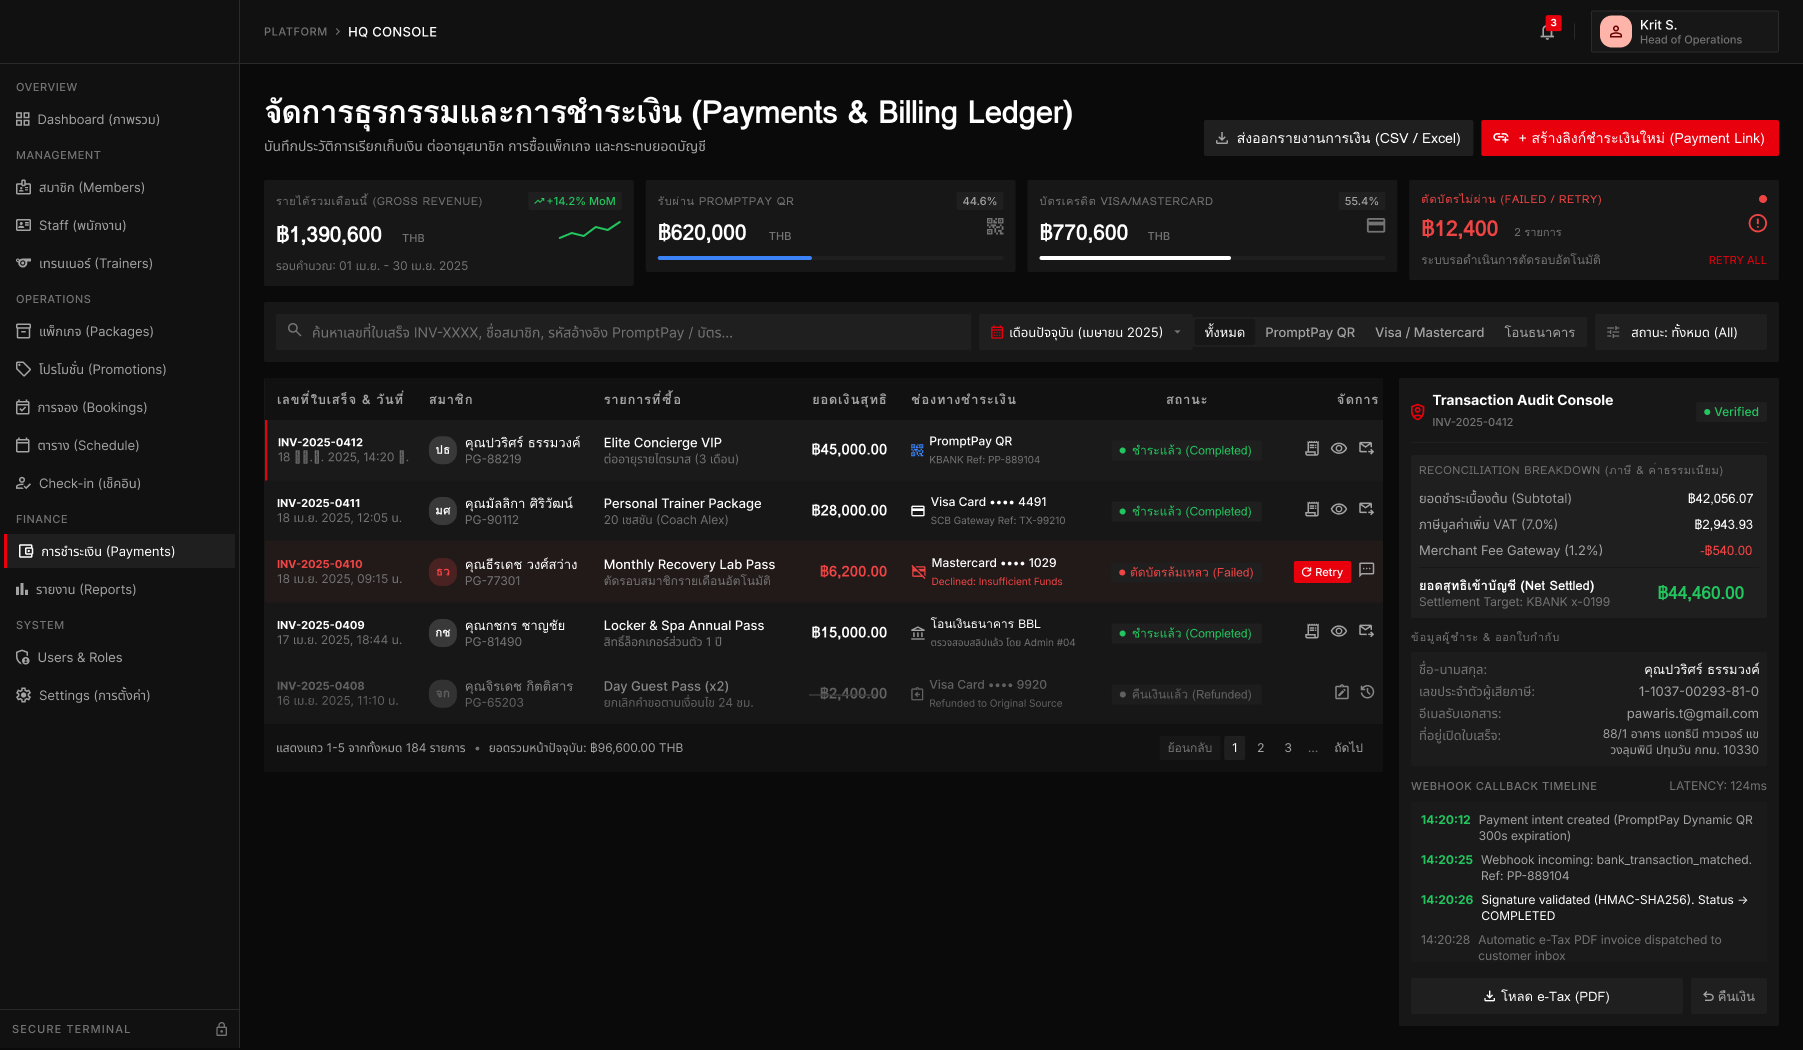 PLATFORM > HQ CONSOLE
3
Krit S.
Head of Operations
OVERVIEW
Dashboard (ภาพรวม)
MANAGEMENT
สมาชิก (Members)
Staff (พนักงาน)
เทรนเนอร์ (Trainers)
OPERATIONS
แพ็กเกจ (Packages)
โปรโมชั่น (Promotions)
การจอง (Bookings)
ตาราง (Schedule)
Check-in (เช็คอิน)
FINANCE
การชำระเงิน (Payments)
รายงาน (Reports)
SYSTEM
Users & Roles
Settings (การตั้งค่า)
SECURE TERMINAL
จัดการธุรกรรมและการชำระเงิน (Payments & Billing Ledger)
บันทึกประวัติการเรียกเก็บเงิน ต่ออายุสมาชิก การซื้อแพ็กเกจ และกระทบยอดบัญชี
ส่งออกรายงานการเงิน (CSV / Excel)
+ สร้างลิงก์ชำระเงินใหม่ (Payment Link)
รายได้รวมเดือนนี้ (GROSS REVENUE)
+14.2% MoM
฿1,390,600 THB
รอบคำนวณ: 01 เม.ย. - 30 เม.ย. 2025
รับผ่าน PROMPTPAY QR
44.6%
฿620,000 THB
บัตรเครดิต VISA/MASTERCARD
55.4%
฿770,600 THB
ตัดบัตรไม่ผ่าน (FAILED / RETRY)
฿12,400 2 รายการ
ระบบรอดำเนินการตัดรอบอัตโนมัติ
RETRY ALL
ค้นหาเลขที่ใบเสร็จ INV-XXXX, ชื่อสมาชิก, รหัสอ้างอิง PromptPay / บัตร...
เดือนปัจจุบัน (เมษายน 2025)
ทั้งหมด
PromptPay QR
Visa / Mastercard
โอนธนาคาร
สถานะ: ทั้งหมด (All)
เลขที่ใบเสร็จ & วันที่ สมาชิก รายการที่ซื้อ ยอดเงินสุทธิ ช่องทางชำระเงิน สถานะ จัดการ
INV-2025-0412
18 ▯▯.▯. 2025, 14:20 ▯.
ปธ
คุณปวริศร์ ธรรมวงค์
PG-88219
Elite Concierge VIP
ต่ออายุรายไตรมาส (3 เดือน)
฿45,000.00
PromptPay QR
KBANK Ref: PP-889104
ชำระแล้ว (Completed)
INV-2025-0411
18 เม.ย. 2025, 12:05 น.
มศ
คุณมัลลิกา ศิริวัฒน์
PG-90112
Personal Trainer Package
20 เซสชัน (Coach Alex)
฿28,000.00
Visa Card •••• 4491
SCB Gateway Ref: TX-99210
ชำระแล้ว (Completed)
INV-2025-0410
18 เม.ย. 2025, 09:15 น.
ธว
คุณธีรเดช วงศ์สว่าง
PG-77301
Monthly Recovery Lab Pass
ตัดรอบสมาชิกรายเดือนอัตโนมัติ
฿6,200.00
Mastercard •••• 1029
Declined: Insufficient Funds
ตัดบัตรล้มเหลว (Failed)
Retry
INV-2025-0409
17 เม.ย. 2025, 18:44 น.
กช
คุณกชกร ชาญชัย
PG-81490
Locker & Spa Annual Pass
สิทธิ์ล็อกเกอร์ส่วนตัว 1 ปี
฿15,000.00
โอนเงินธนาคาร BBL
ตรวจสอบสลิปแล้ว โดย Admin #04
ชำระแล้ว (Completed)
INV-2025-0408
16 เม.ย. 2025, 11:10 น.
จก
คุณจิรเดช กิตติสาร
PG-65203
Day Guest Pass (x2)
ยกเลิกคำขอตามเงื่อนไข 24 ชม.
฿2,400.00
Visa Card •••• 9920
Refunded to Original Source
คืนเงินแล้ว (Refunded)
แสดงแถว 1-5 จากทั้งหมด 184 รายการ • ยอดรวมหน้าปัจจุบัน: ฿96,600.00 THB
ย้อนกลับ 1 2 3 ... ถัดไป
Transaction Audit Console
INV-2025-0412
Verified
RECONCILIATION BREAKDOWN (ภาษี & ค่าธรรมเนียม)
ยอดชำระเบื้องต้น (Subtotal) ฿42,056.07
ภาษีมูลค่าเพิ่ม VAT (7.0%) ฿2,943.93
Merchant Fee Gateway (1.2%) -฿540.00
ยอดสุทธิเข้าบัญชี (Net Settled)
Settlement Target: KBANK x-0199
฿44,460.00
ข้อมูลผู้ชำระ & ออกใบกำกับ
ชื่อ-นามสกุล: คุณปวริศร์ ธรรมวงค์
เลขประจำตัวผู้เสียภาษี: 1-1037-00293-81-0
อีเมลรับเอกสาร: pawaris.t@gmail.com
ที่อยู่เปิดใบเสร็จ: 88/1 อาคาร แอทธินี ทาวเวอร์ แข
วงลุมพินี ปทุมวัน กทม. 10330
WEBHOOK CALLBACK TIMELINE LATENCY: 124ms
14:20:12 Payment intent created (PromptPay Dynamic QR
300s expiration)
14:20:25 Webhook incoming: bank_transaction_matched.
Ref: PP-889104
14:20:26 Signature validated (HMAC-SHA256). Status →
COMPLETED
14:20:28 Automatic e-Tax PDF invoice dispatched to
customer inbox
โหลด e-Tax (PDF)
คืนเงิน